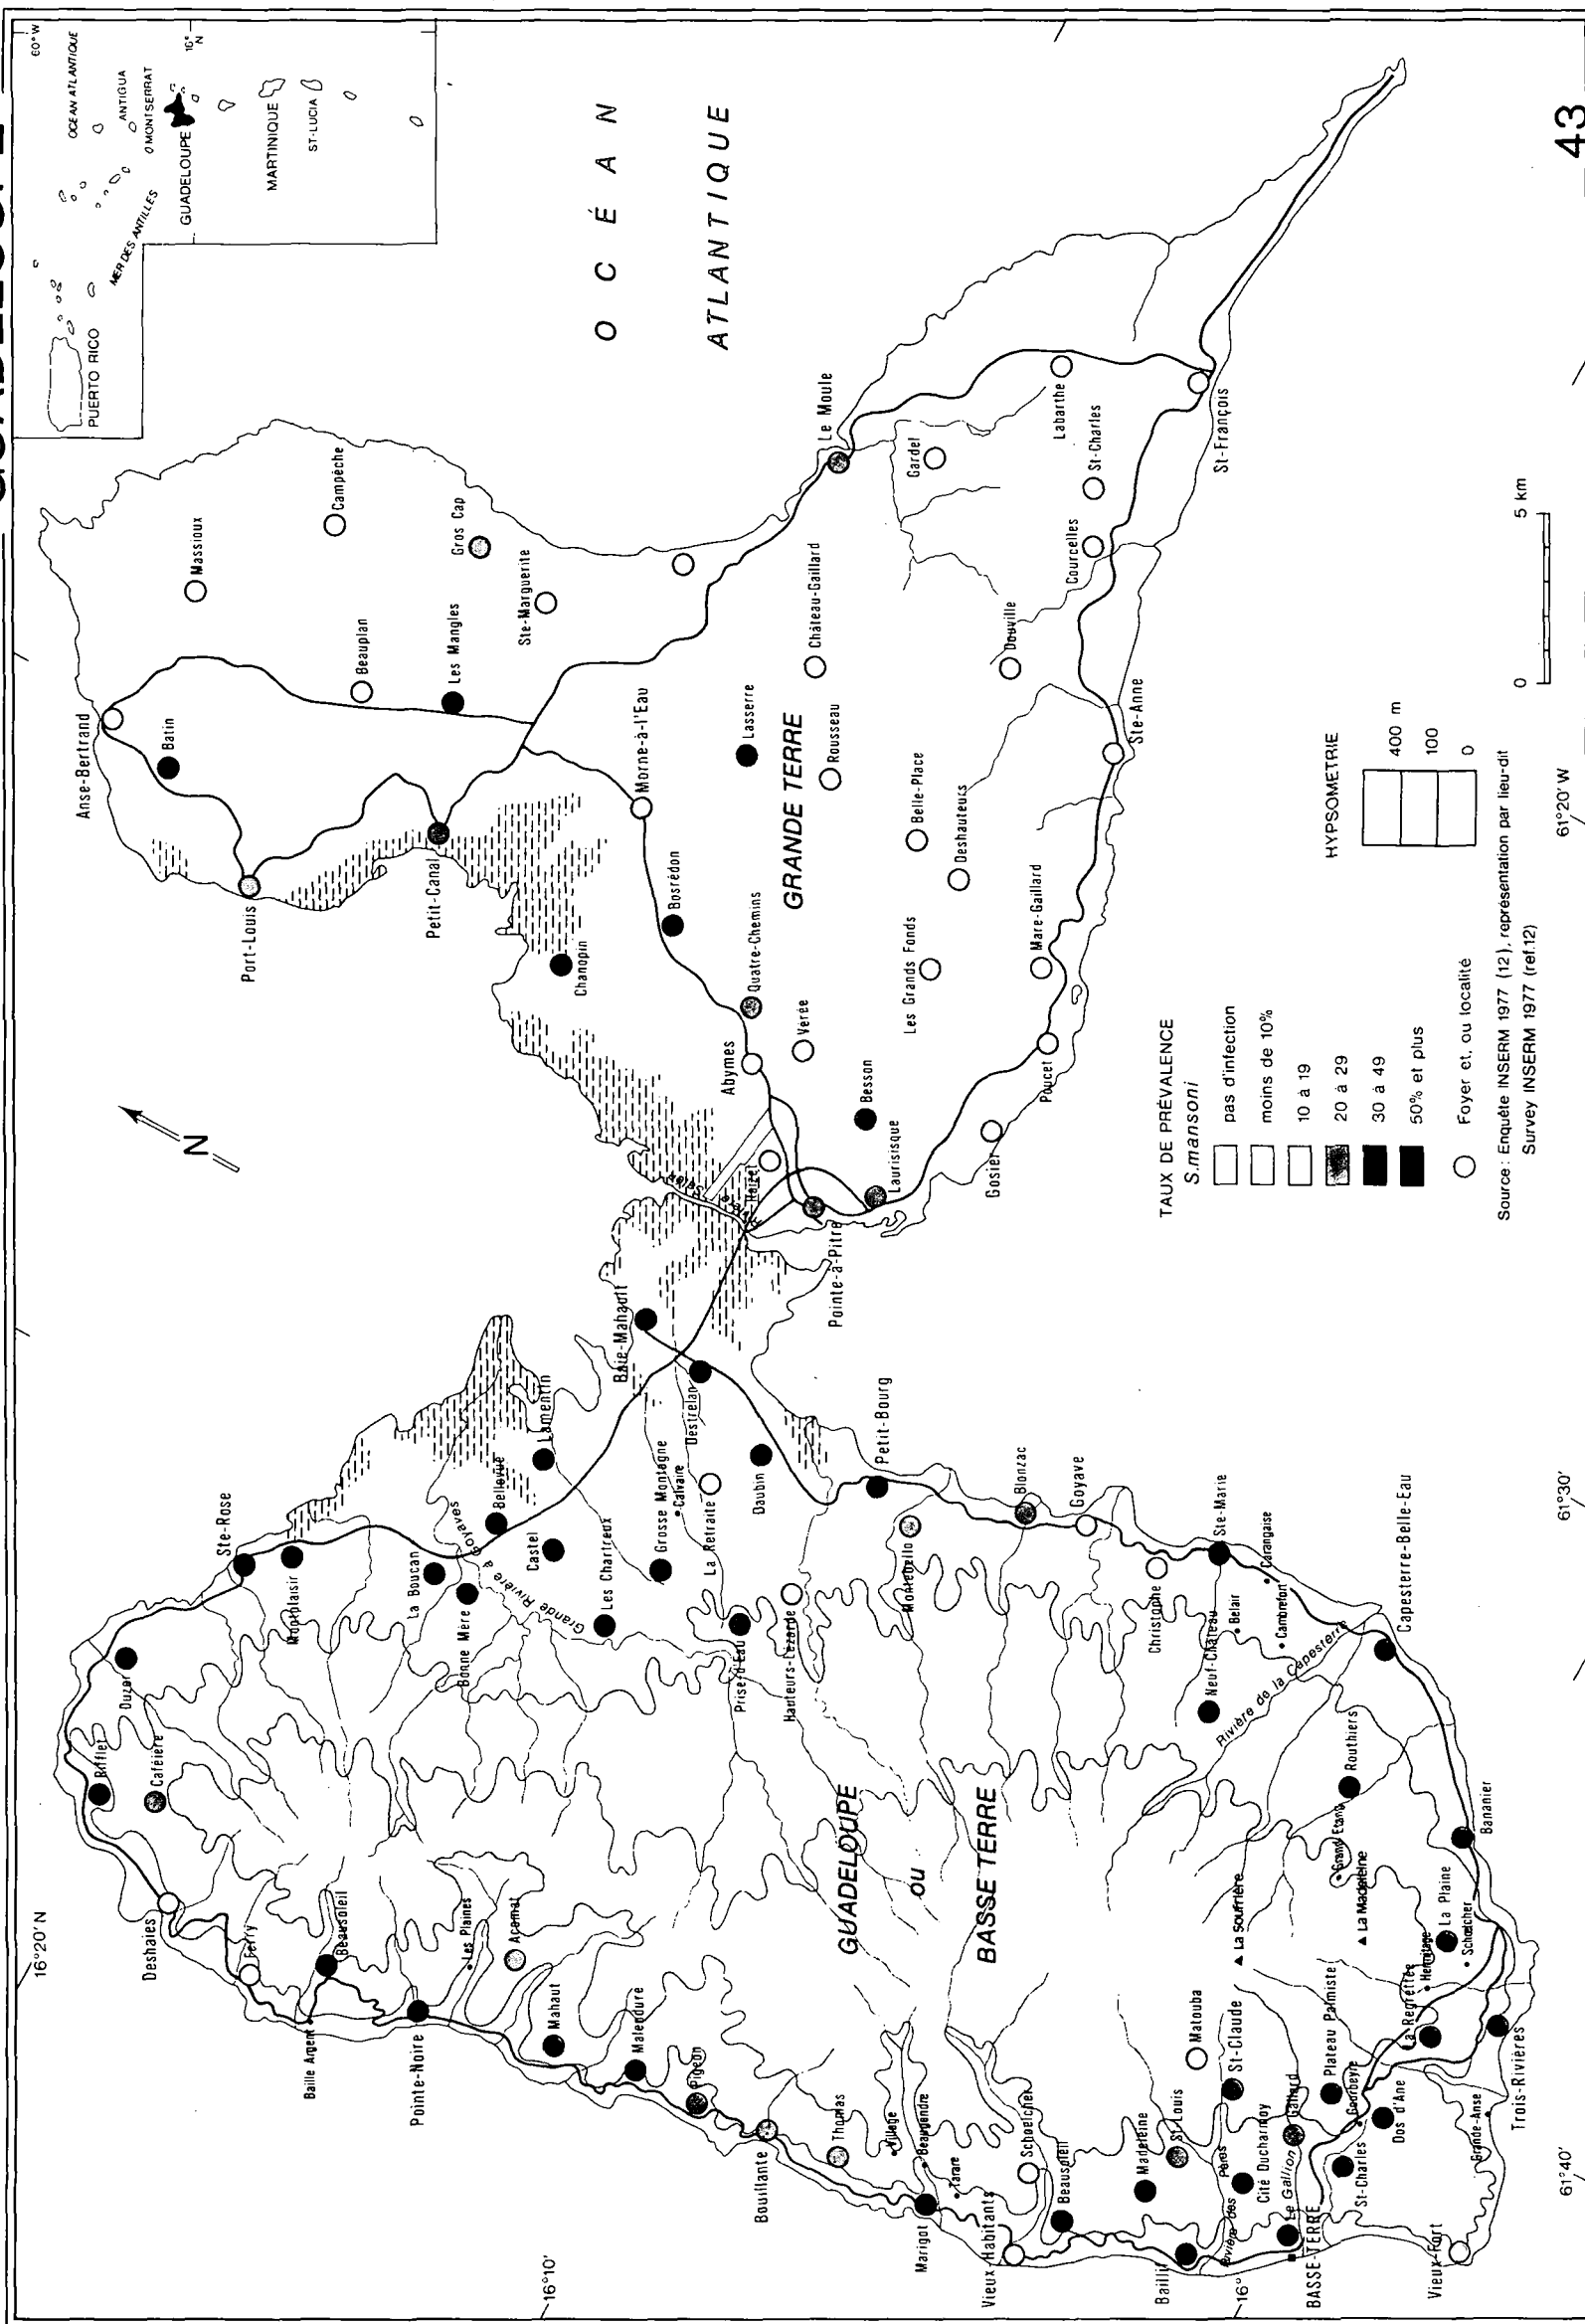 43
60°W
OCEAN ATLANTIQUE
16°
N
ANTIGUA
MONTSERRAT
GUADELOUPE
MARTINIQUE
ST-LUCIA
MER DES ANTILLES
PUERTO RICO
OCÉAN
ATLANTIQUE
N
Anse-Bertrand
Massioux
Campêche
Batin
Beauplan
Gros Cap
Les Mangles
Ste-Marguerite
Port-Louis
Petit-Canal
Le Moule
Gardel
Labarthe
St-Charles
Courcelles
St-François
Château-Gaillard
Douville
Morne-à-l'Eau
Lasserre
GRANDE TERRE
Rousseau
Belle-Place
Deshauteurs
Ste-Anne
Bosrédon
Chanopin
Quatre-Chemins
Les Grands Fonds
Mare-Gaillard
Verée
Abymes
Besson
Laurisisque
Poucet
Gosier
Raizet
Rivière Salée
Pointe-à-Pitre
Baie-Mahault
Destrelan
Lamentin
Bellevue
Castel
Grosse Montagne
Calvaire
La Retraite
Daubin
Petit-Bourg
Les Chartreux
Ste-Rose
Montplaisir
La Boucan
Bonne Mère
Grande Rivière à Goyaves
Duzer
Rifflet
Caféière
Prise d'Eau
Hauteurs-Lézarde
Montebello
Blonzac
Goyave
Christophe
Ste-Marie
Carangaise
Neuf-Château
Belair
Cambrefort
Capesterre-Belle-Eau
Rivière de la Capesterre
Routhiers
Grand Etang
Bananier
GUADELOUPE
OU
BASSE TERRE
La Soufrière
La Madeleine
La Plaine
Schœlcher
Hermitage
La Regrettée
Trois-Rivières
Grande-Anse
Deshaies
Ferry
Beausoleil
Baille Argent
Les Plaines
Acomat
Pointe-Noire
Mahaut
Malendure
Pigeon
Bouillante
Thomas
Village
Beaugendre
Tarare
Marigot
Vieux-Habitants
Schoelcher
Beausoleil
Madeleine
St-Louis
Matouba
St-Claude
Baillif
Rivière des Pères
Cité Ducharmoy
Le Gallion
Gaillard
BASSE-TERRE
Plateau Palmiste
Gourbeyre
St-Charles
Dos d'Ane
Vieux-Fort
16°20' N
16°10'
16°
61°40'
61°30'
61°20' W
TAUX DE PRÉVALENCE
S.mansoni
pas d'infection
moins de 10%
10 à 19
20 à 29
30 à 49
50% et plus
Foyer et, ou localité
HYPSOMETRIE
400 m
100
0
0 5 km
Source: Enquête INSERM 1977 (12), représentation par lieu-dit
Survey INSERM 1977 (ref.12)